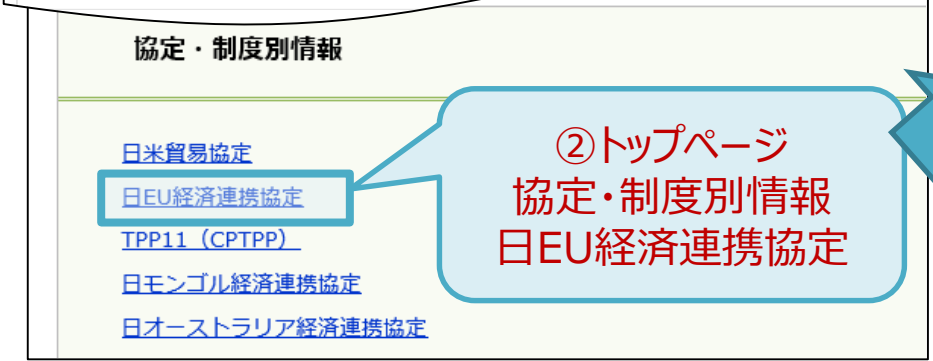 協定・制度別情報
日米貿易協定
日EU経済連携協定
TPP11（CPTPP）
日モンゴル経済連携協定
日オーストラリア経済連携協定
②トップページ
協定・制度別情報
日EU経済連携協定